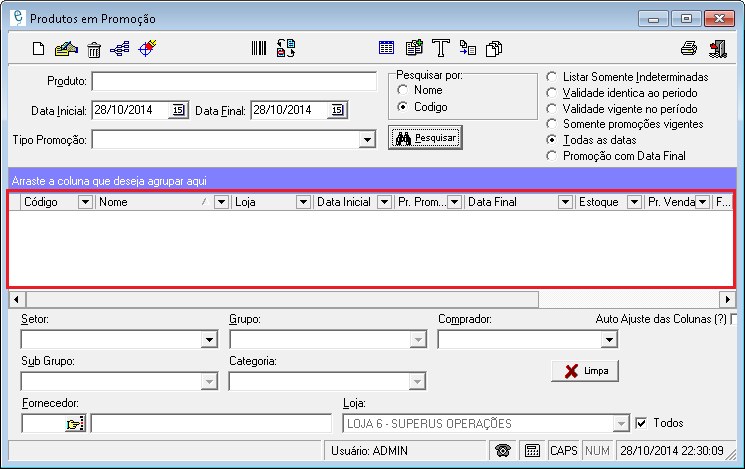 Produtos em Promoção
Produto:
Pesquisar por:
Nome
Codigo
Listar Somente Indeterminadas
Validade identica ao periodo
Validade vigente no período
Somente promoções vigentes
Todas as datas
Promoção com Data Final
Data Inicial: 28/10/2014 15 Data Final: 28/10/2014 15
Tipo Promoção:
Pesquisar
Arraste a coluna que deseja agrupar aqui
Código Nome Loja Data Inicial Pr. Prom... Data Final Estoque Pr. Venda F...
Setor: Grupo: Comprador: Auto Ajuste das Colunas (?)
Sub Grupo: Categoria:
Limpa
Fornecedor: Loja:
LOJA 6 - SUPERUS OPERAÇÕES Todos
Usuário: ADMIN CAPS NUM 28/10/2014 22:30:09